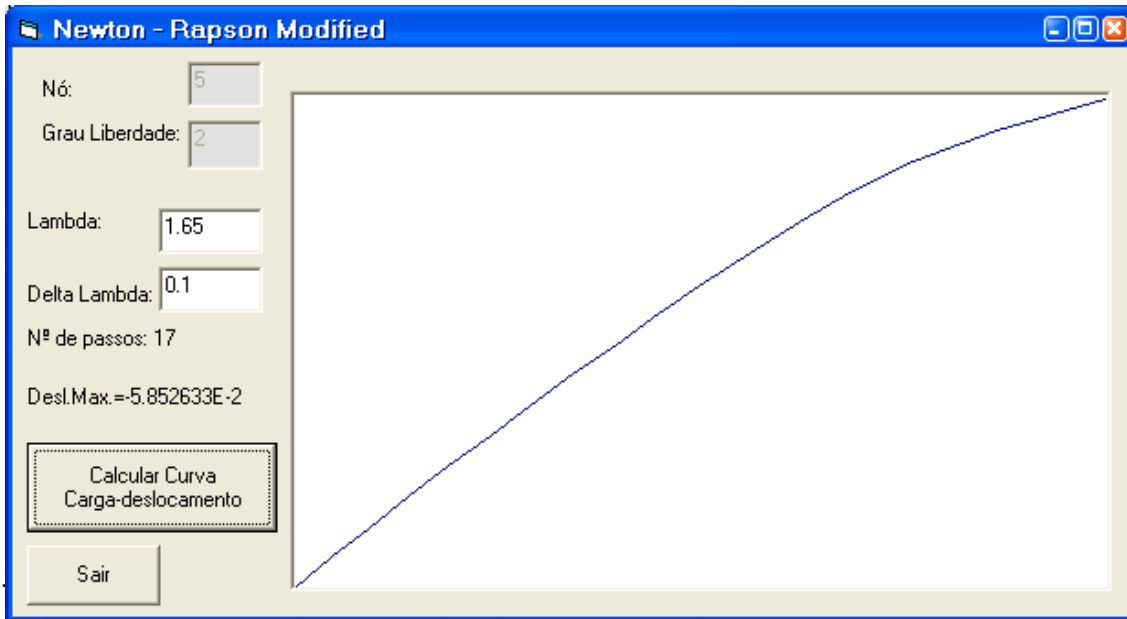 Newton - Rapson Modified
Nó: 5
Grau Liberdade: 2
Lambda: 1.65
Delta Lambda: 0.1
Nº de passos: 17
Desl.Max.=-5.852633E-2
Calcular Curva
Carga-deslocamento
Sair